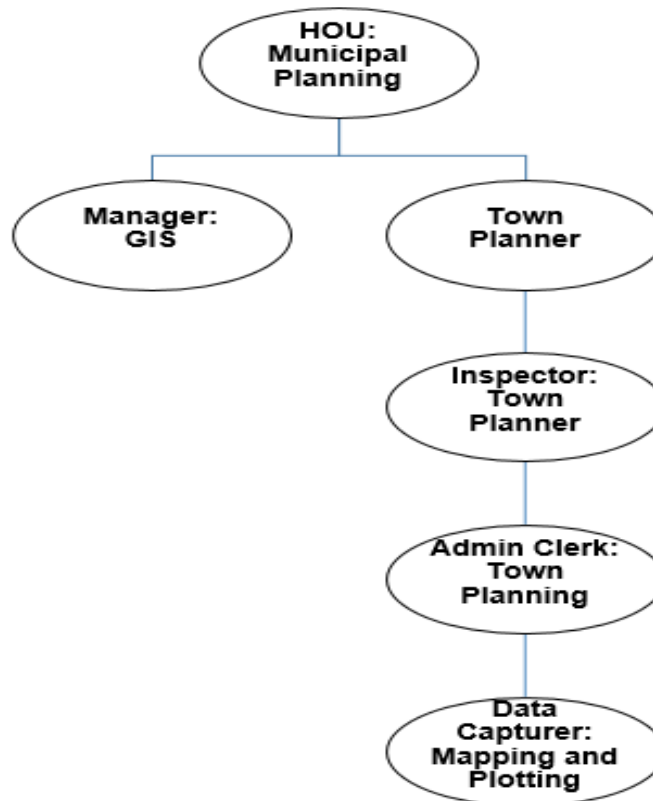 HOU:
Municipal
Planning
Manager:
GIS
Town
Planner
Inspector:
Town
Planner
Admin Clerk:
Town
Planning
Data
Capturer:
Mapping and
Plotting